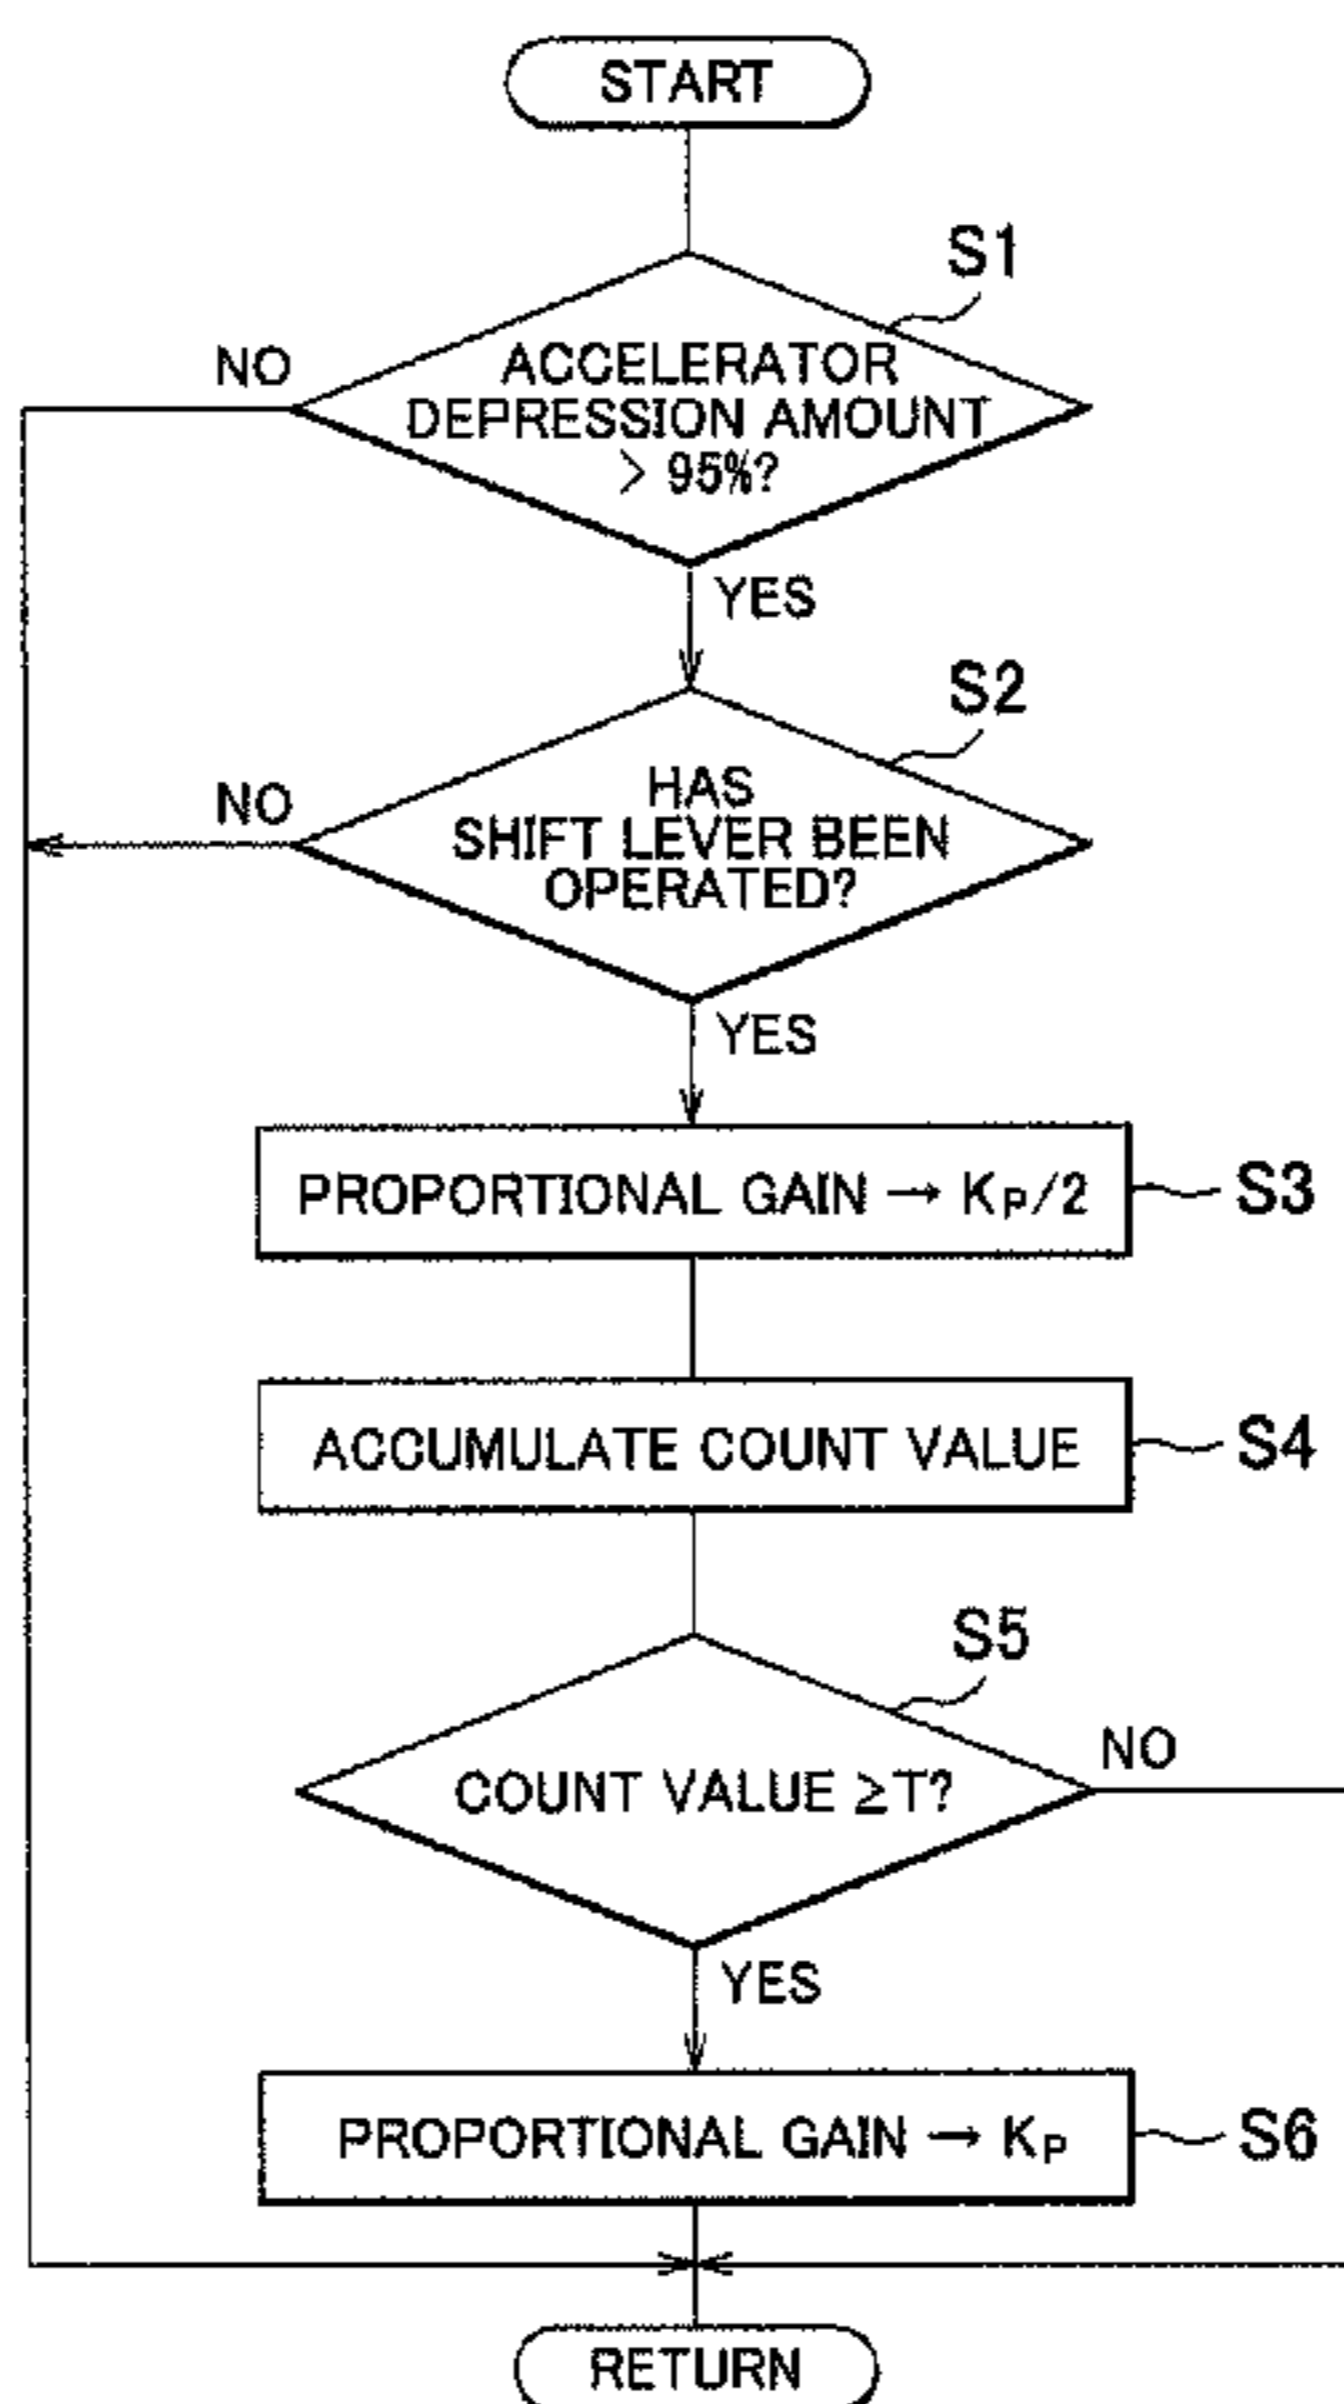 START
S1
NO
ACCELERATOR
DEPRESSION AMOUNT
> 95%?
YES
S2
NO
HAS
SHIFT LEVER BEEN
OPERATED?
YES
PROPORTIONAL GAIN → KP/2
S3
ACCUMULATE COUNT VALUE
S4
S5
NO
COUNT VALUE ≥T?
YES
PROPORTIONAL GAIN → KP
S6
RETURN